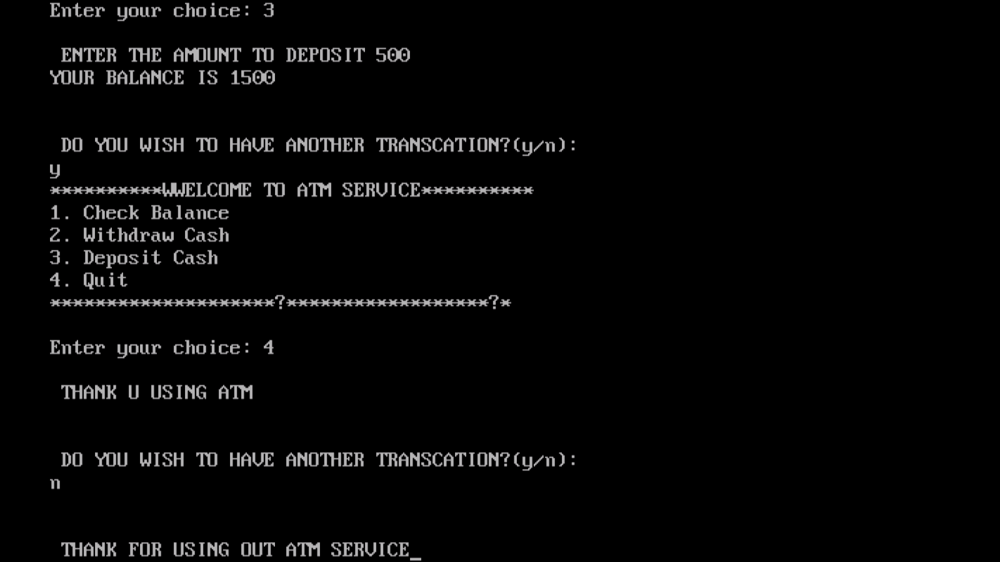 Enter your choice: 3
ENTER THE AMOUNT TO DEPOSIT 500
YOUR BALANCE IS 1500
DO YOU WISH TO HAVE ANOTHER TRANSCATION?(y/n):
y
**********WWELCOME TO ATM SERVICE**********
1. Check Balance
2. Withdraw Cash
3. Deposit Cash
4. Quit
********************?******************?*
Enter your choice: 4
THANK U USING ATM
DO YOU WISH TO HAVE ANOTHER TRANSCATION?(y/n):
n
THANK FOR USING OUT ATM SERVICE_